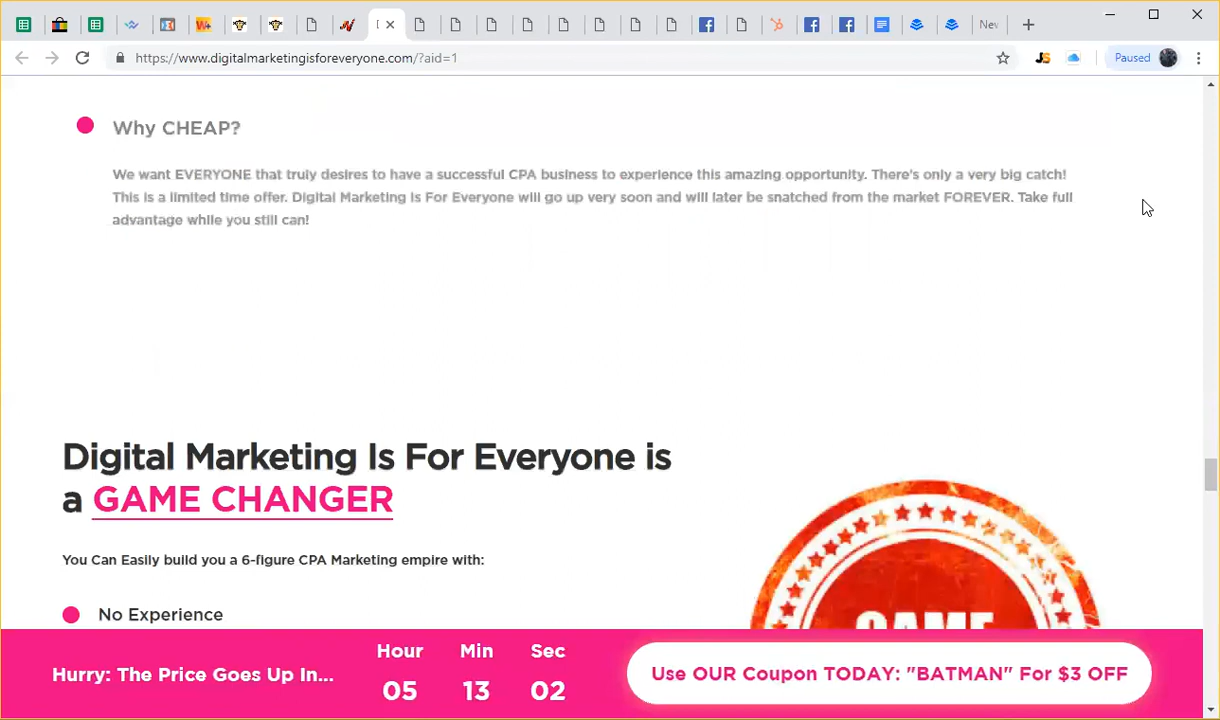 Nev
https://www.digitalmarketingisforeveryone.com/?aid=1
JS
Paused
Why CHEAP?
We want EVERYONE that truly desires to have a successful CPA business to experience this amazing opportunity. There's only a very big catch!
This is a limited time offer. Digital Marketing Is For Everyone will go up very soon and will later be snatched from the market FOREVER. Take full
advantage while you still can!
Digital Marketing Is For Everyone is
a GAME CHANGER
You Can Easily build you a 6-figure CPA Marketing empire with:
No Experience
GAME
Hurry: The Price Goes Up In...
Hour Min Sec
05 13 02
Use OUR Coupon TODAY: "BATMAN" For $3 OFF